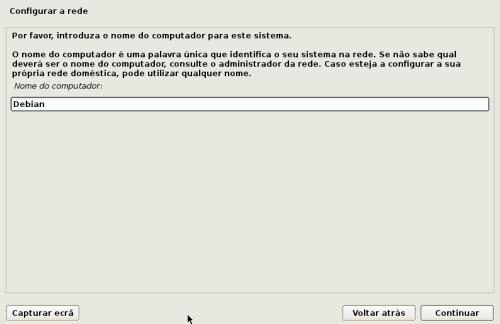 Configurar a rede
Por favor, introduza o nome do computador para este sistema.
O nome do computador é uma palavra única que identifica o seu sistema na rede. Se não sabe qual
deverá ser o nome do computador, consulte o administrador da rede. Caso esteja a configurar a sua
própria rede doméstica, pode utilizar qualquer nome.
Nome do computador:
Debian
Capturar ecrã
Voltar atrás
Continuar